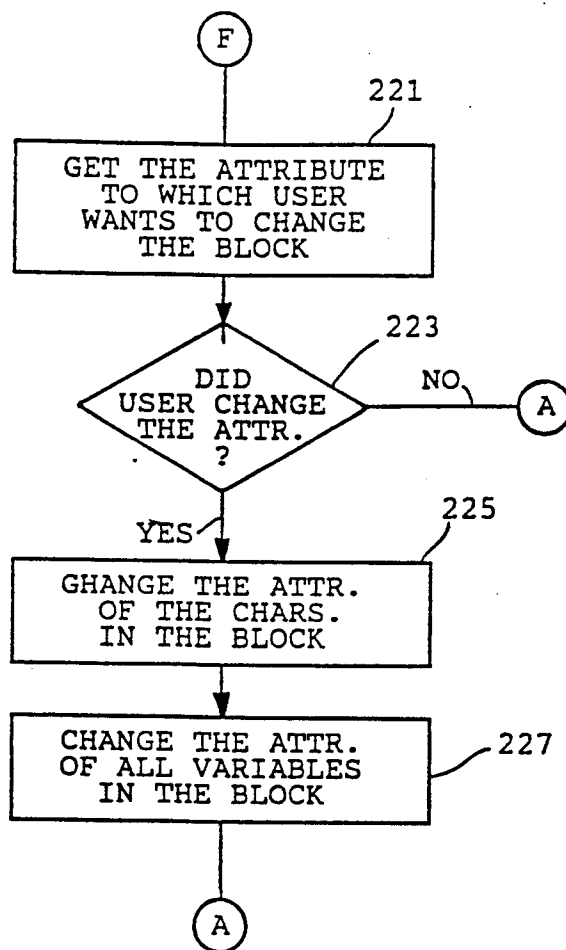 F
221
GET THE ATTRIBUTE
TO WHICH USER
WANTS TO CHANGE
THE BLOCK
223
DID
USER CHANGE
THE ATTR.
?
NO
A
YES
225
GHANGE THE ATTR.
OF THE CHARS.
IN THE BLOCK
CHANGE THE ATTR.
OF ALL VARIABLES
IN THE BLOCK
227
A